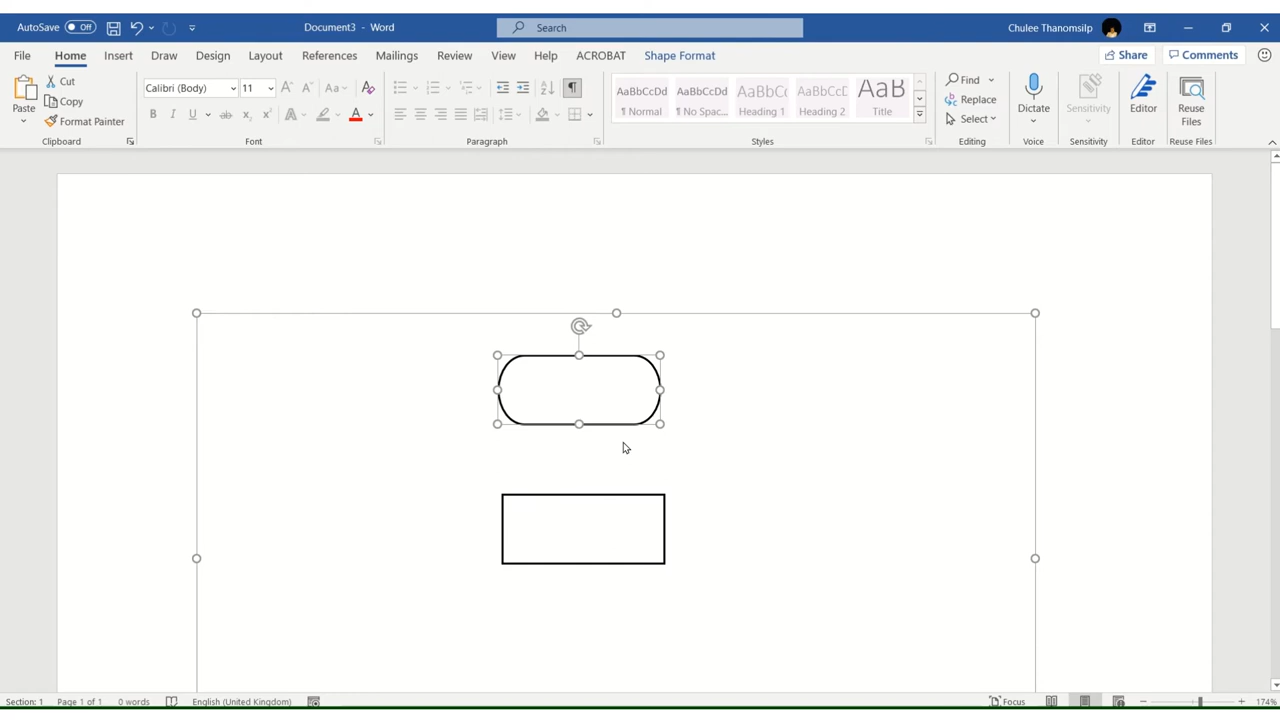 AutoSave Off Document3 - Word Search Chulee Thanomsilp
File Home Insert Draw Design Layout References Mailings Review View Help ACROBAT Shape Format Share Comments
Paste Cut Copy Format Painter Clipboard
Calibri (Body) 11 Aa A B I U ab x x A A Font
Paragraph
AaBbCcDd AaBbCcDd AaBbCc AaBbCcC AaB
¶ Normal ¶ No Spac... Heading 1 Heading 2 Title
Styles
Find Replace Select Editing
Dictate Voice
Sensitivity Sensitivity
Editor Editor
Reuse Files Reuse Files
Section: 1 Page 1 of 1 0 words English (United Kingdom) Focus 174%